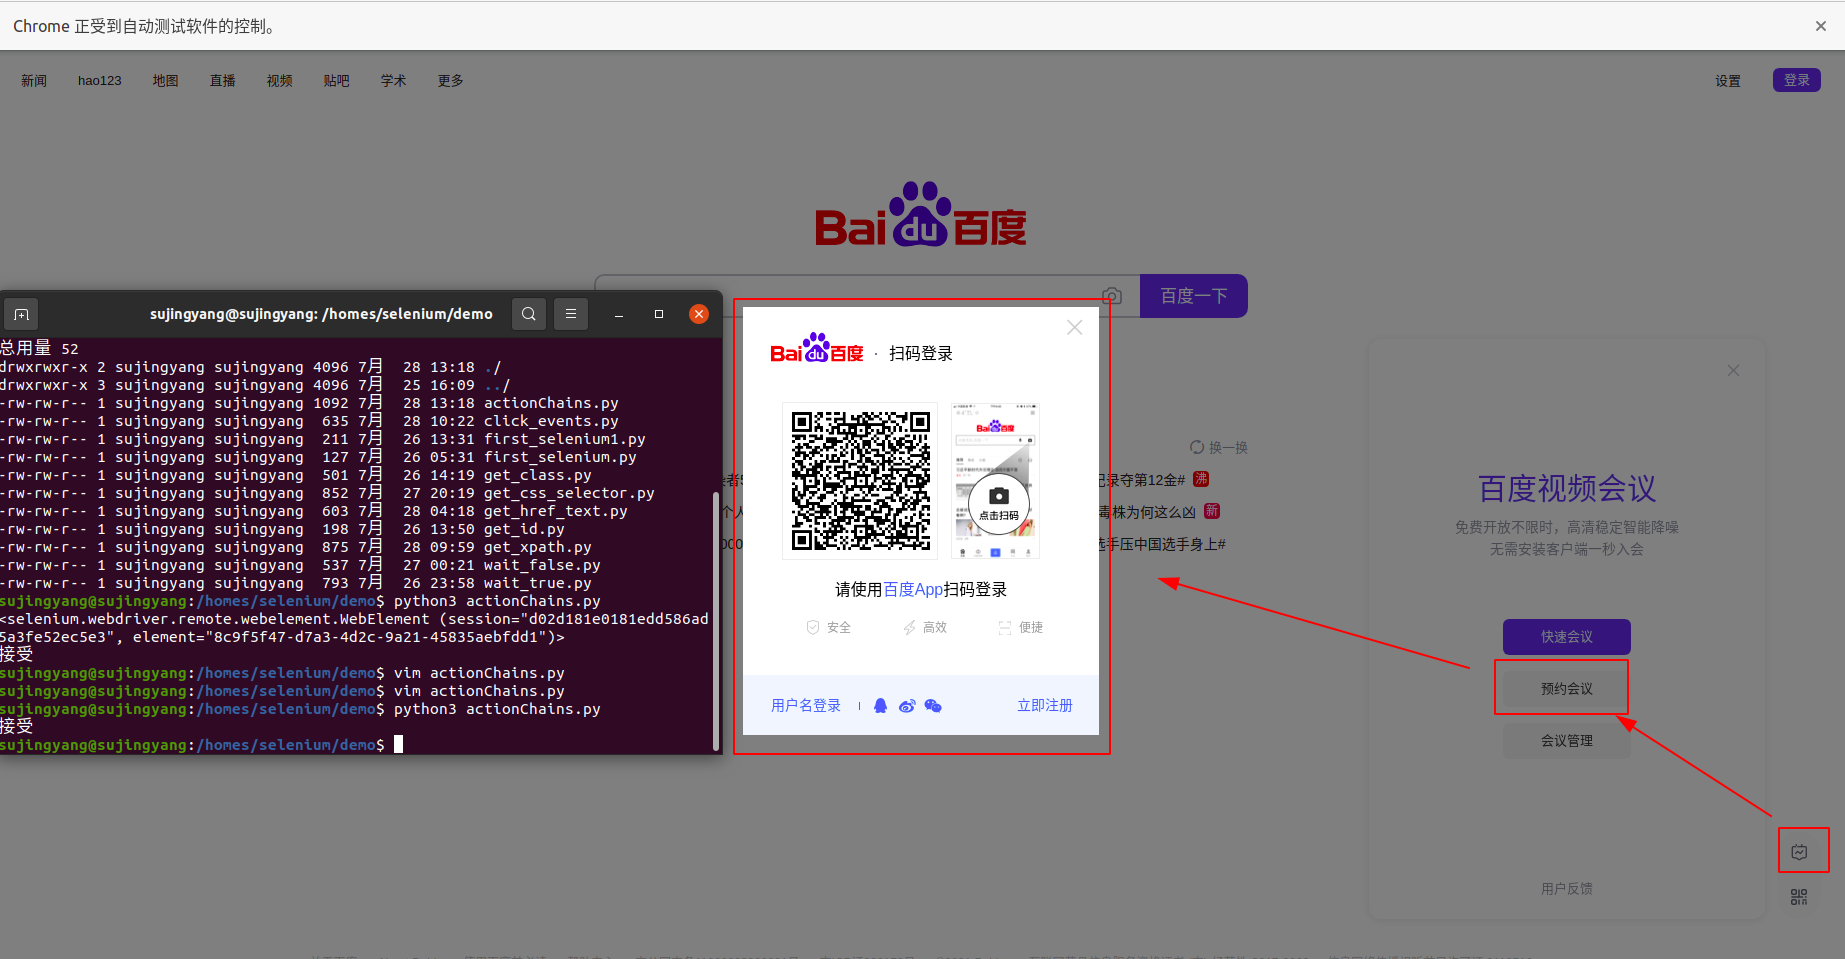 Chrome 正受到自动测试软件的控制。
新闻 hao123 地图 直播 视频 贴吧 学术 更多 设置 登录
Bai du 百度
百度一下
sujingyang@sujingyang: /homes/selenium/demo
总用量 52
drwxrwxr-x 2 sujingyang sujingyang 4096 7月 28 13:18 ./
drwxrwxr-x 3 sujingyang sujingyang 4096 7月 25 16:09 ../
-rw-rw-r-- 1 sujingyang sujingyang 1092 7月 28 13:18 actionChains.py
-rw-rw-r-- 1 sujingyang sujingyang 635 7月 28 10:22 click_events.py
-rw-rw-r-- 1 sujingyang sujingyang 211 7月 26 13:31 first_selenium1.py
-rw-rw-r-- 1 sujingyang sujingyang 127 7月 26 05:31 first_selenium.py
-rw-rw-r-- 1 sujingyang sujingyang 501 7月 26 14:19 get_class.py
-rw-rw-r-- 1 sujingyang sujingyang 852 7月 27 20:19 get_css_selector.py
-rw-rw-r-- 1 sujingyang sujingyang 603 7月 28 04:18 get_href_text.py
-rw-rw-r-- 1 sujingyang sujingyang 198 7月 26 13:50 get_id.py
-rw-rw-r-- 1 sujingyang sujingyang 875 7月 28 09:59 get_xpath.py
-rw-rw-r-- 1 sujingyang sujingyang 537 7月 27 00:21 wait_false.py
-rw-rw-r-- 1 sujingyang sujingyang 793 7月 26 23:58 wait_true.py
sujingyang@sujingyang:/homes/selenium/demo$ python3 actionChains.py
<selenium.webdriver.remote.webelement.WebElement (session="d02d181e0181edd586ad
5a3fe52ec5e3", element="8c9f5f47-d7a3-4d2c-9a21-45835aebfdd1")>
接受
sujingyang@sujingyang:/homes/selenium/demo$ vim actionChains.py
sujingyang@sujingyang:/homes/selenium/demo$ vim actionChains.py
sujingyang@sujingyang:/homes/selenium/demo$ python3 actionChains.py
接受
sujingyang@sujingyang:/homes/selenium/demo$
Bai du 百度 · 扫码登录
Bai du 百度
点击扫码
请使用百度App扫码登录
安全 高效 便捷
用户名登录 立即注册
换一换
记录夺第12金# 沸
个人
毒株为何这么凶 新
000
选手压中国选手身上#
百度视频会议
免费开放不限时，高清稳定智能降噪
无需安装客户端一秒入会
快速会议
预约会议
会议管理
用户反馈